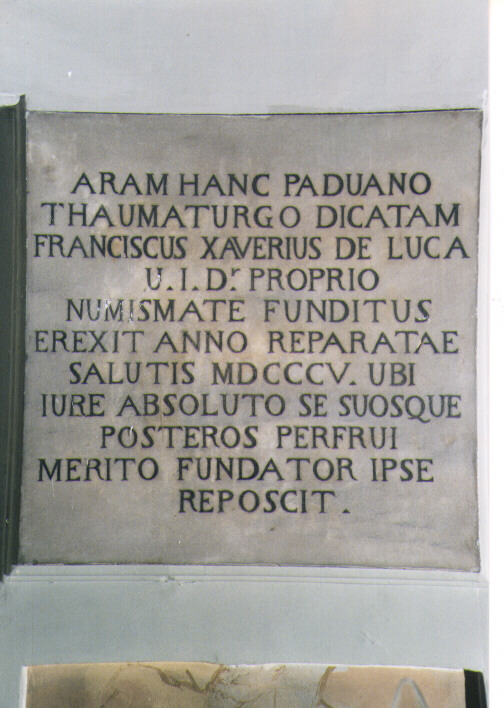 ARAM HANC PADUANO
THAUMATURGO DICATAM
FRANCISCUS XAVERIUS DE LUCA
U.I.Dr. PROPRIO
NUMISMATE FUNDITUS
EREXIT ANNO REPARATAE
SALUTIS MDCCCV. UBI
IURE ABSOLUTO SE SUOSQUE
POSTEROS PERFRUI
MERITO FUNDATOR IPSE
REPOSCIT.